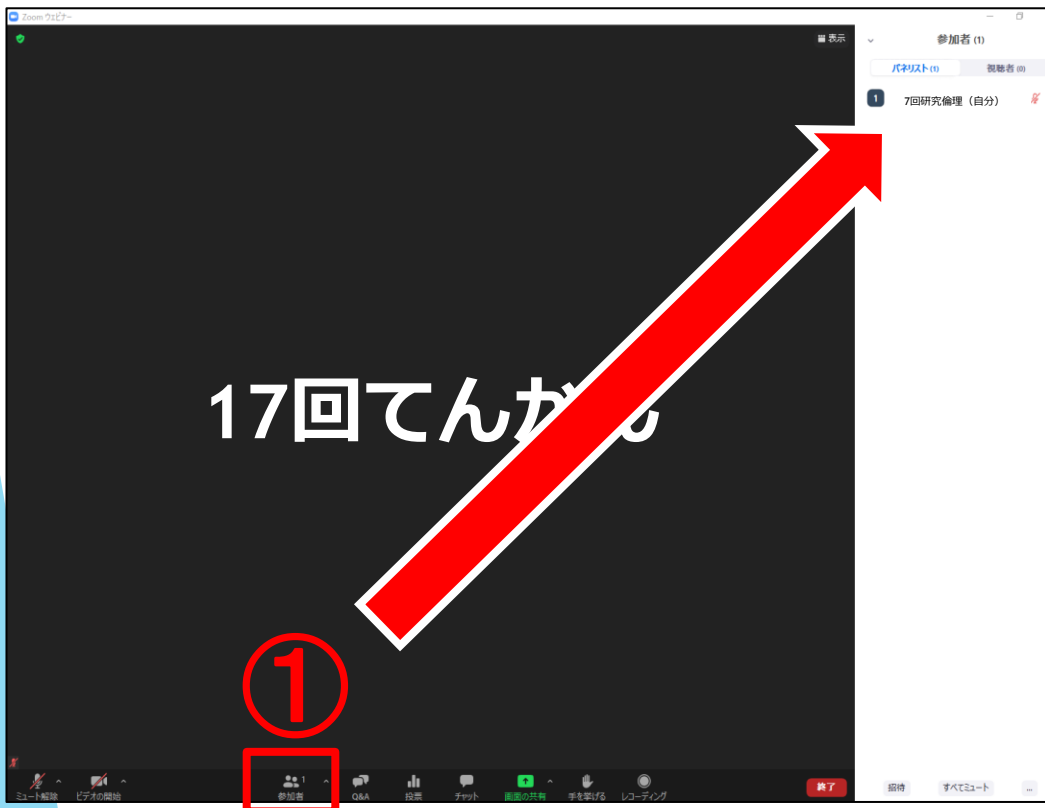 Zoom ウェビナー
表示
参加者 (1)
パネリスト (1)
視聴者 (0)
1
7回研究倫理（自分）
17回てんか
①
ミュート解除
ビデオの開始
参加者
1
Q&A
投票
チャット
画面の共有
手を挙げる
レコーディング
終了
招待
すべてミュート
...